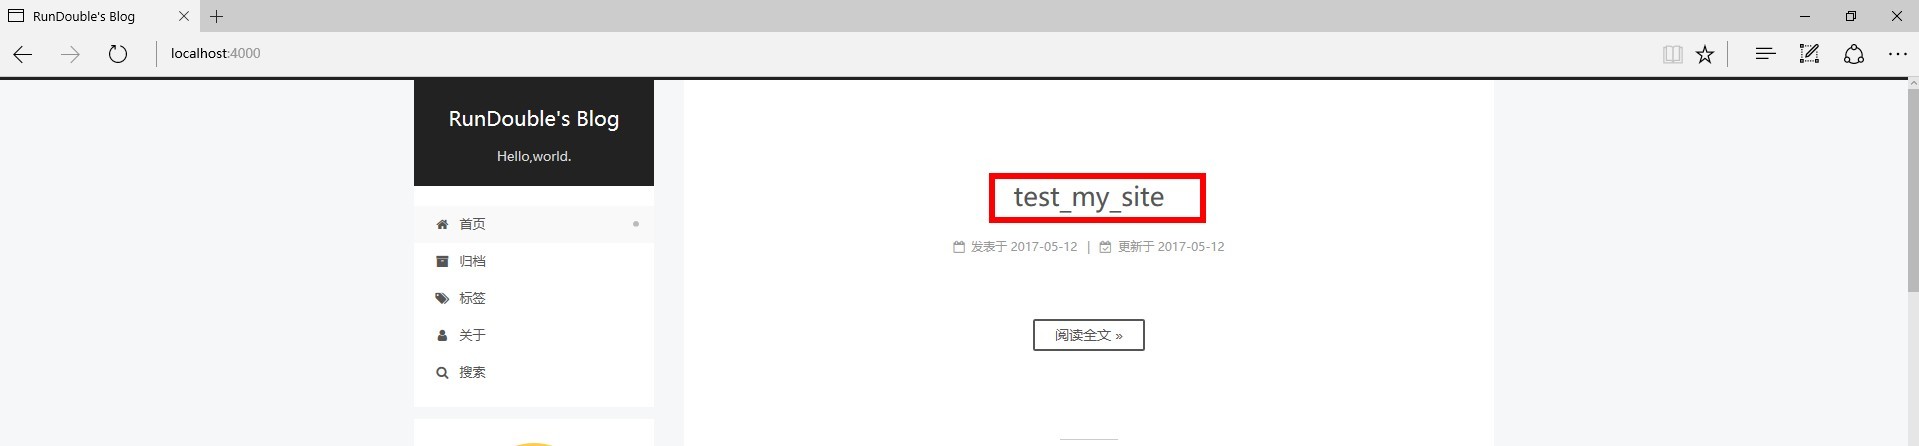 RunDouble's Blog
localhost:4000
RunDouble's Blog
Hello,world.
首页
归档
标签
关于
搜索
test_my_site
发表于 2017-05-12 | 更新于 2017-05-12
阅读全文 »